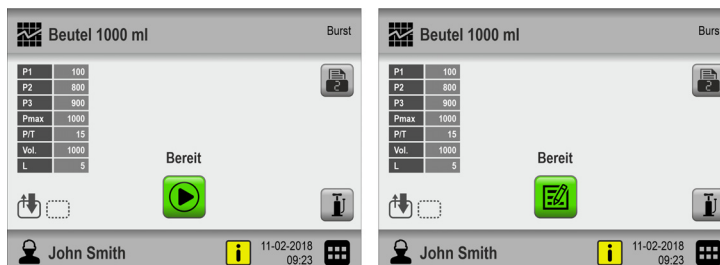 Beutel 1000 ml
Burst
P1 100
P2 800
P3 900
Pmax 1000
P/T 15
Vol. 1000
L 5
2
Bereit
John Smith
i
11-02-2018
09:23
Beutel 1000 ml
Burs
P1 100
P2 800
P3 900
Pmax 1000
P/T 15
Vol. 1000
L 5
2
Bereit
John Smith
i
11-02-2018
09:23